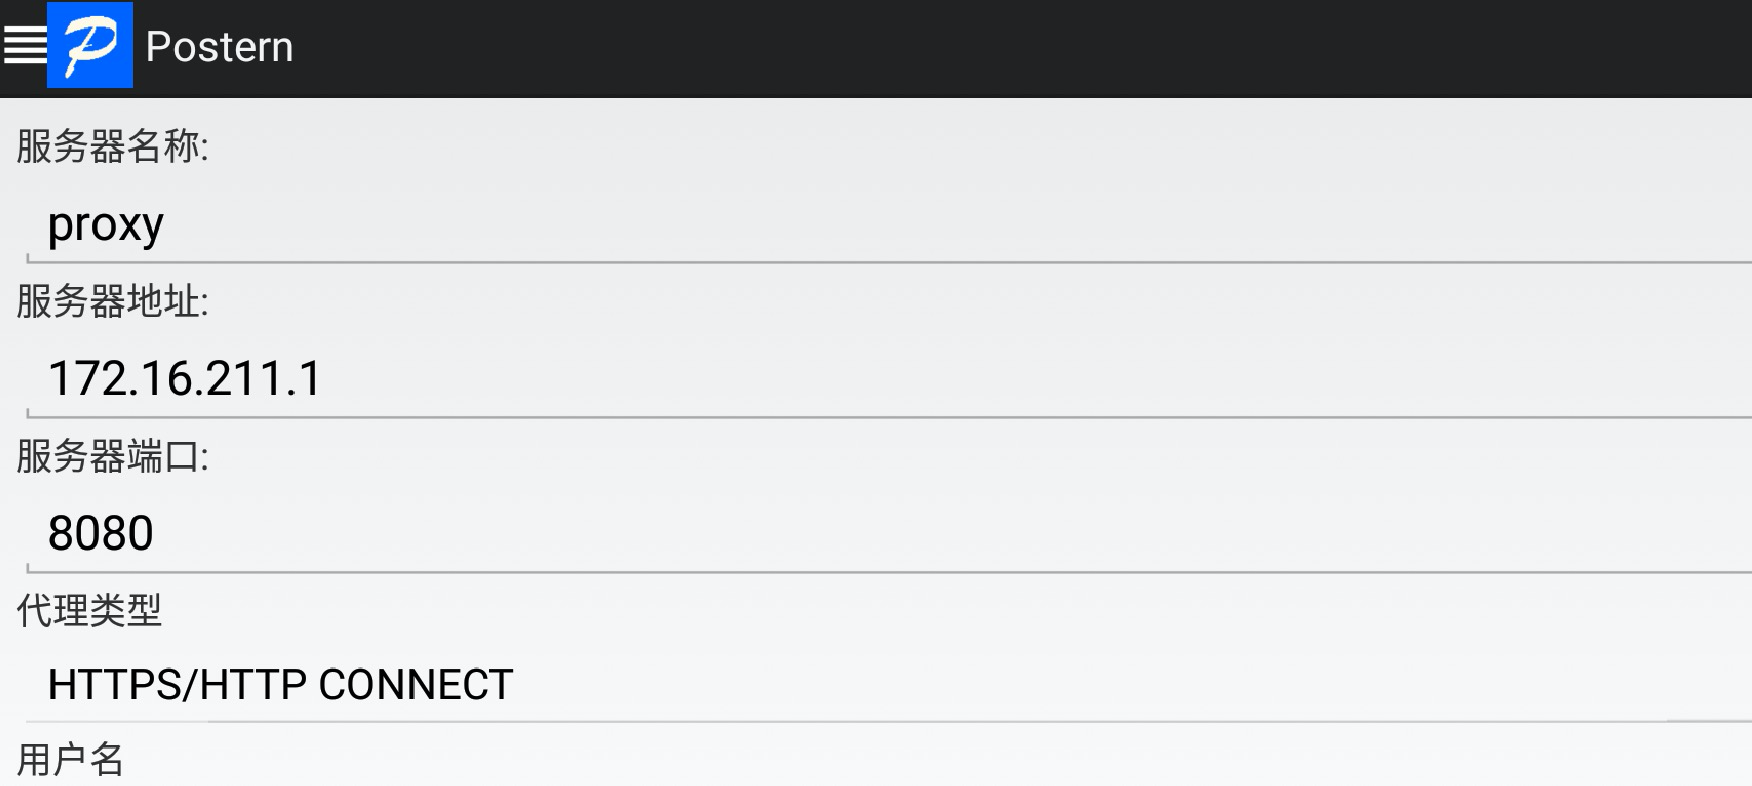 Postern
服务器名称:
proxy
服务器地址:
172.16.211.1
服务器端口:
8080
代理类型
HTTPS/HTTP CONNECT
用户名